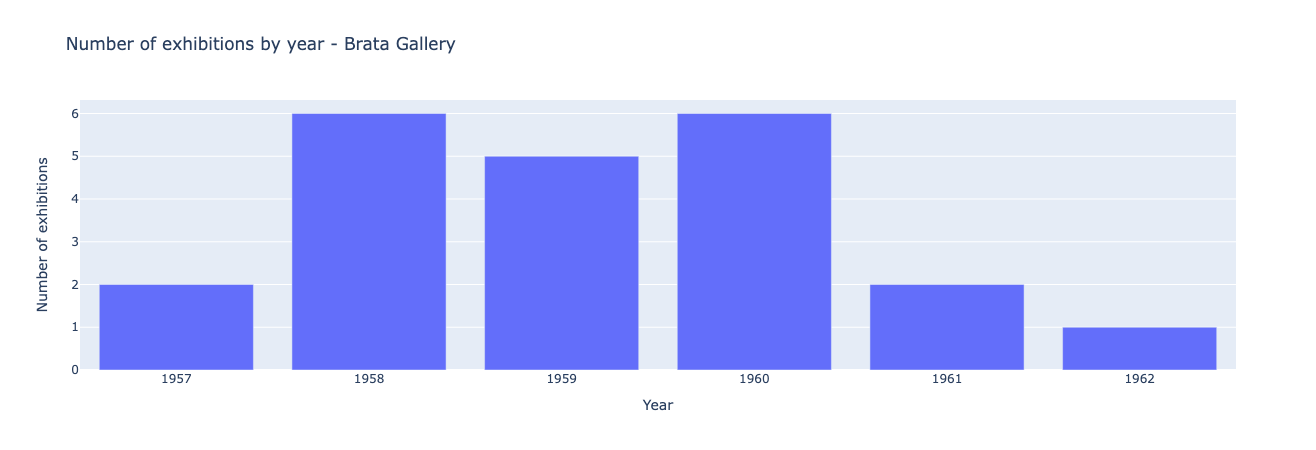 Number of exhibitions by year - Brata Gallery
Number of exhibitions
6
5
4
3
2
1
0
1957 1958 1959 1960 1961 1962
Year